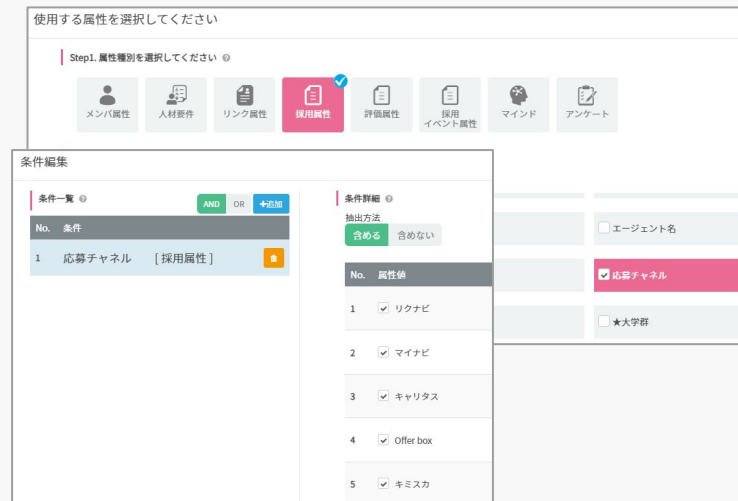 使用する属性を選択してください
Step1. 属性種別を選択してください
メンバ属性
人材要件
リンク属性
採用属性
評価属性
採用
イベント属性
マインド
アンケート
エージェント名
応募チャネル
★大学群
条件編集
条件一覧
AND OR +追加
No. 条件
1 応募チャネル [採用属性]
条件詳細
抽出方法
含める 含めない
No. 属性値
1 リクナビ
2 マイナビ
3 キャリタス
4 Offer box
5 キミスカ